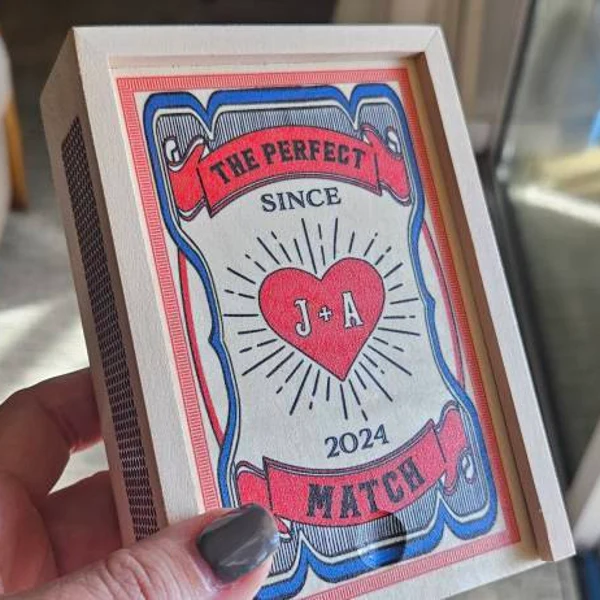 THE PERFECT
SINCE
J + A
2024
MATCH